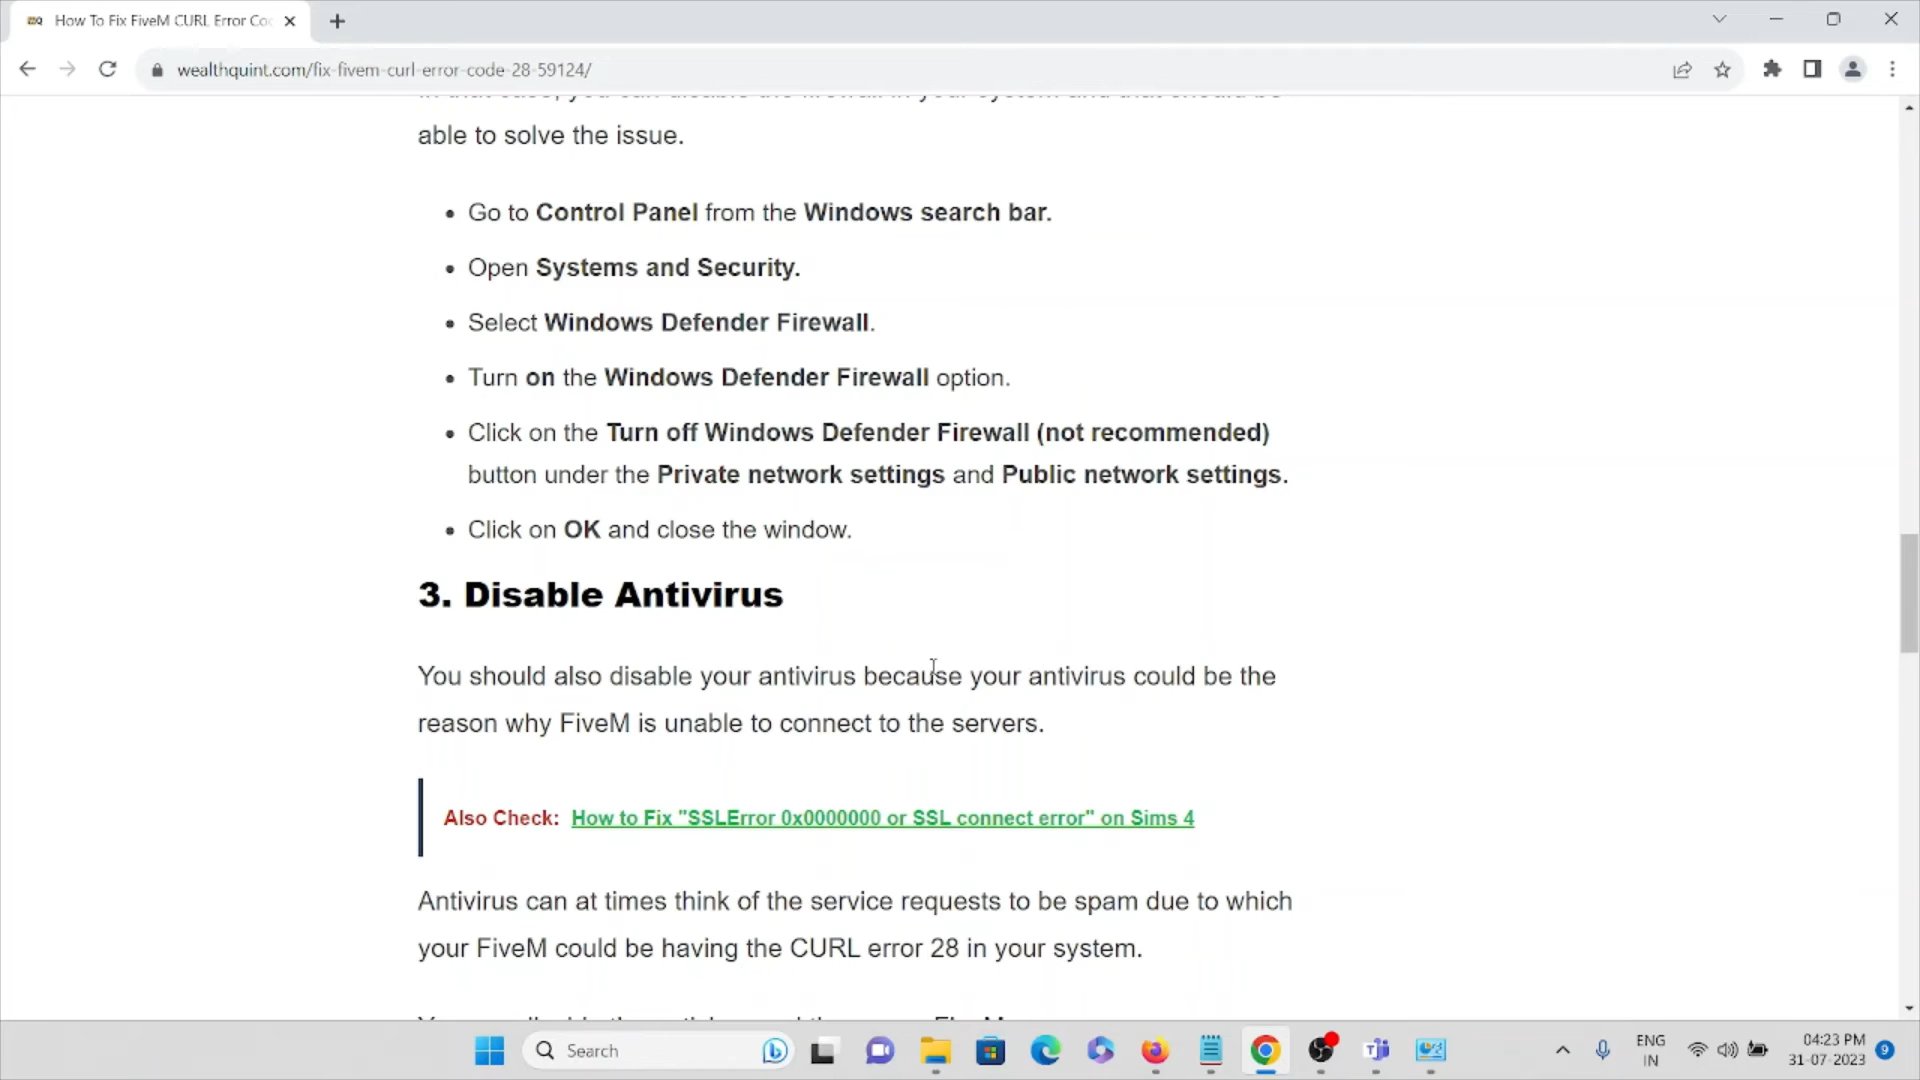 How To Fix FiveM CURL Error Co
wealthquint.com/fix-fivem-curl-error-code-28-59124/
able to solve the issue.
• Go to Control Panel from the Windows search bar.
• Open Systems and Security.
• Select Windows Defender Firewall.
• Turn on the Windows Defender Firewall option.
• Click on the Turn off Windows Defender Firewall (not recommended)
button under the Private network settings and Public network settings.
• Click on OK and close the window.
3. Disable Antivirus
You should also disable your antivirus because your antivirus could be the
reason why FiveM is unable to connect to the servers.
Also Check: How to Fix "SSLError 0x0000000 or SSL connect error" on Sims 4
Antivirus can at times think of the service requests to be spam due to which
your FiveM could be having the CURL error 28 in your system.
Search
ENG
IN
04:23 PM
31-07-2023
9